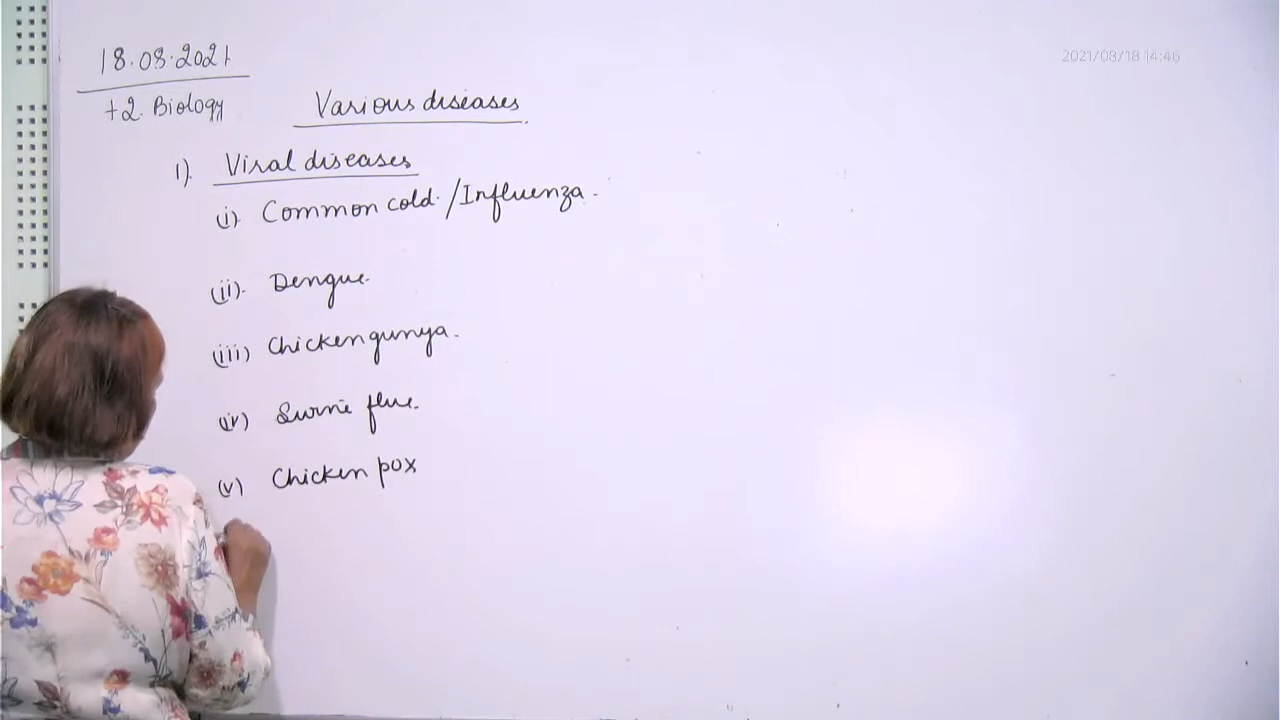 18.08.2021
2021/08/18 14:46
+2. Biology
Various diseases
1). Viral diseases
(i). Common cold. / Influenza.
(ii). Dengue.
(iii) Chickengunya.
(iv) Swine flue.
(v) Chicken pox